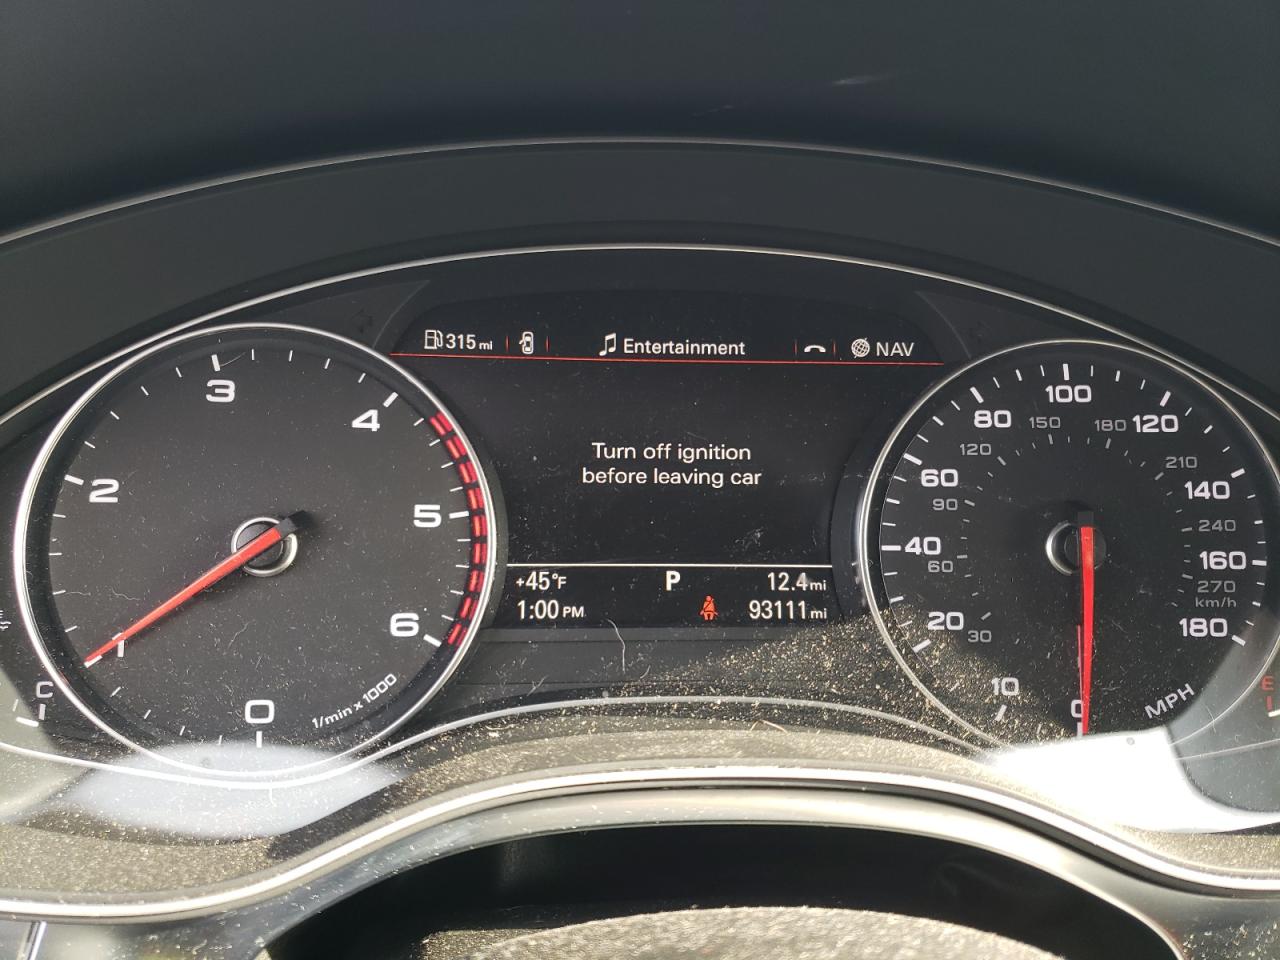 315 mi
Entertainment
NAV
Turn off ignition
before leaving car
+45°F
P
12.4 mi
1:00 PM
93111 mi
0
1
2
3
4
5
6
1/min x 1000
C
0
10
20
40
60
80
100
120
140
160
180
MPH
30
60
90
120
150
180
210
240
270
km/h
E